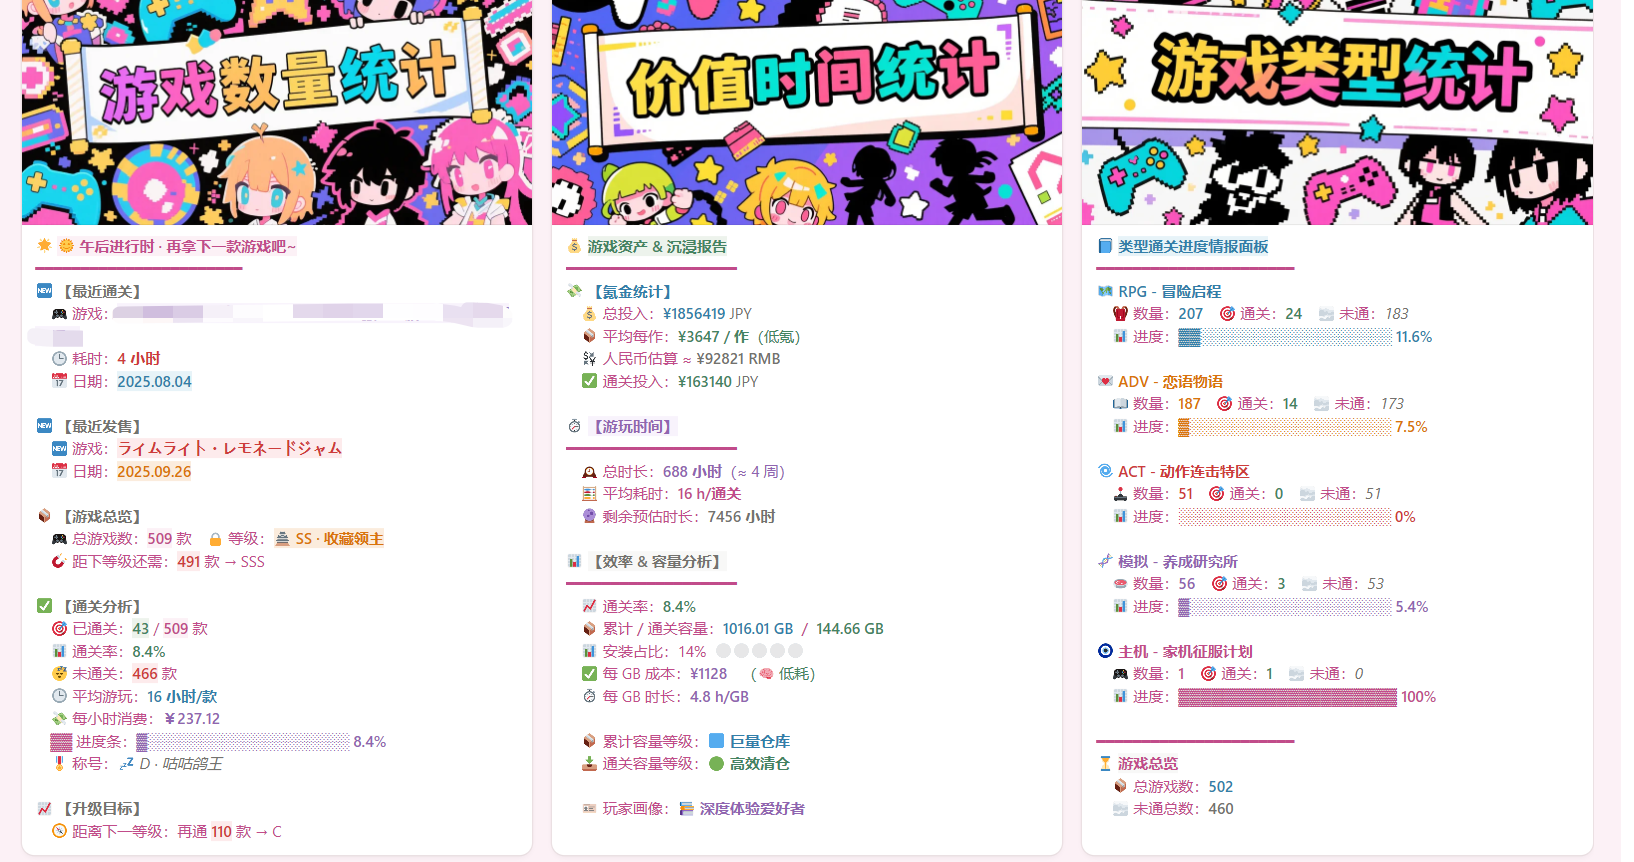 游戏数量统计
午后进行时 · 再拿下一款游戏吧~
【最近通关】
游戏：
耗时：4 小时
日期：2025.08.04
【最近发售】
游戏：ライムライト・レモネードジャム
日期：2025.09.26
【游戏总览】
总游戏数：509 款 等级：SS · 收藏领主
距下等级还需：491 款 → SSS
【通关分析】
已通关：43 / 509 款
通关率：8.4%
未通关：466 款
平均游玩：16 小时/款
每小时消费：￥237.12
进度条：8.4%
称号：D · 咕咕鸽王
【升级目标】
距离下一等级：再通 110 款 → C
价值时间统计
游戏资产 & 沉浸报告
【氪金统计】
总投入：¥1856419 JPY
平均每作：¥3647 / 作（低氪）
人民币估算 ≈ ¥92821 RMB
通关投入：¥163140 JPY
【游玩时间】
总时长：688 小时（≈ 4 周）
平均耗时：16 h/通关
剩余预估时长：7456 小时
【效率 & 容量分析】
通关率：8.4%
累计 / 通关容量：1016.01 GB / 144.66 GB
安装占比：14%
每 GB 成本：¥1128 （低耗）
每 GB 时长：4.8 h/GB
累计容量等级：巨量仓库
通关容量等级：高效清仓
玩家画像：深度体验爱好者
游戏类型统计
类型通关进度情报面板
RPG - 冒险启程
数量：207 通关：24 未通：183
进度：11.6%
ADV - 恋语物语
数量：187 通关：14 未通：173
进度：7.5%
ACT - 动作连击特区
数量：51 通关：0 未通：51
进度：0%
模拟 - 养成研究所
数量：56 通关：3 未通：53
进度：5.4%
主机 - 家机征服计划
数量：1 通关：1 未通：0
进度：100%
游戏总览
总游戏数：502
未通总数：460